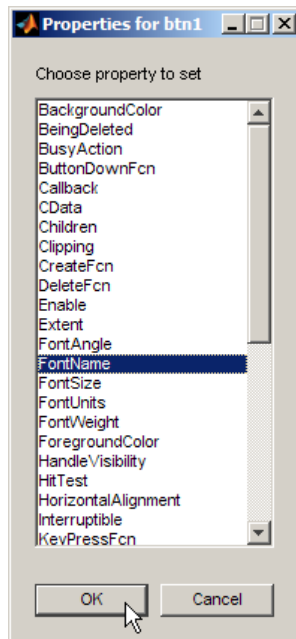 Properties for btn1
Choose property to set
BackgroundColor
BeingDeleted
BusyAction
ButtonDownFcn
Callback
CData
Children
Clipping
CreateFcn
DeleteFcn
Enable
Extent
FontAngle
FontName
FontSize
FontUnits
FontWeight
ForegroundColor
HandleVisibility
HitTest
HorizontalAlignment
Interruptible
KeyPressFcn
OK Cancel